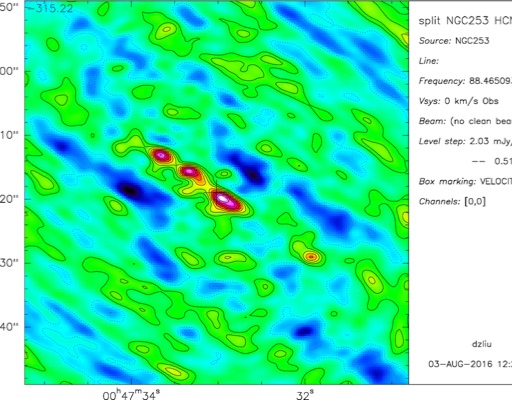 -315.22
50"
00"
10"
20"
30"
40"
00ʰ47ᵐ34ˢ
32ˢ
split NGC253 HCN
Source: NGC253
Line:
Frequency: 88.46509
Vsys: 0 km/s Obs
Beam: (no clean bea
Level step: 2.03 mJy/
-- 0.51
Box marking: VELOCIT
Channels: [0,0]
dzliu
03-AUG-2016 12: